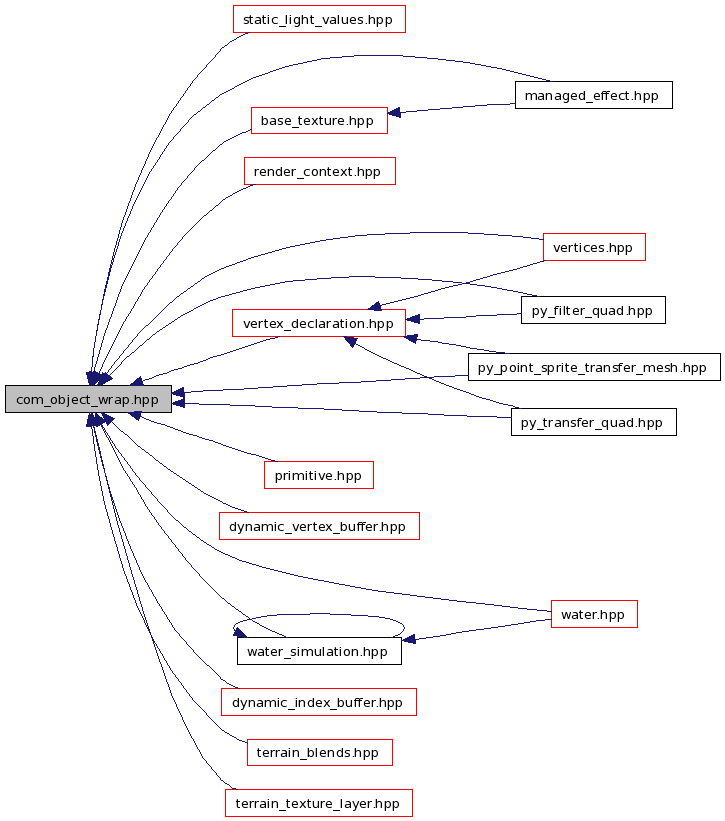 static_light_values.hpp
managed_effect.hpp
base_texture.hpp
render_context.hpp
vertices.hpp
py_filter_quad.hpp
vertex_declaration.hpp
py_point_sprite_transfer_mesh.hpp
com_object_wrap.hpp
py_transfer_quad.hpp
primitive.hpp
dynamic_vertex_buffer.hpp
water.hpp
water_simulation.hpp
dynamic_index_buffer.hpp
terrain_blends.hpp
terrain_texture_layer.hpp